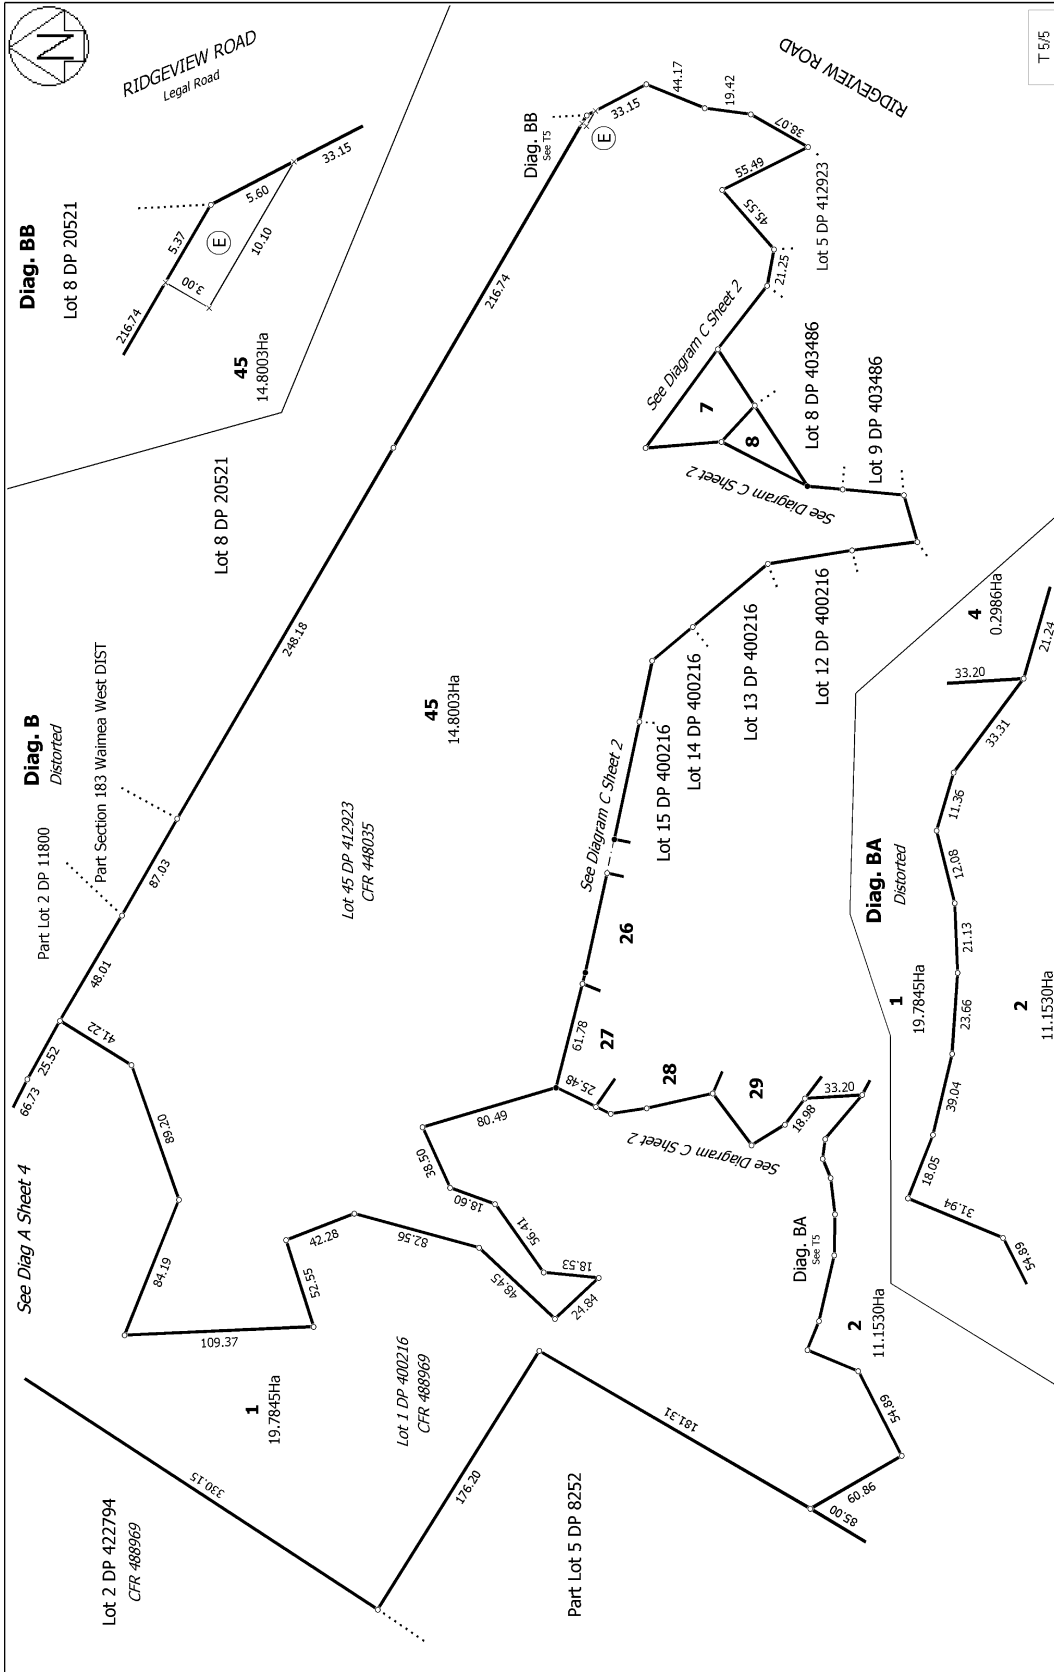 T 5/5
N
See Diag A Sheet 4
Diag. B
Distorted
Part Lot 2 DP 11800
Part Section 183 Waimea West DIST
Lot 8 DP 20521
Diag. BB
Lot 8 DP 20521
RIDGEVIEW ROAD
Legal Road
216.74
5.37
5.60
33.15
3.00
10.10
E
45
14.8003Ha
Lot 2 DP 422794
CFR 488969
330.15
1
19.7845Ha
Lot 1 DP 400216
CFR 488969
176.20
Part Lot 5 DP 8252
181.31
85.00
60.86
54.89
2
11.1530Ha
Diag. BA
See T5
66.73
25.52
48.01
87.03
248.18
216.74
41.22
89.20
84.19
109.37
52.55
42.28
82.56
48.45
24.84
18.53
56.41
18.60
38.50
80.49
Lot 45 DP 412923
CFR 448035
45
14.8003Ha
61.78
25.48
26
27
28
29
18.98
33.20
See Diagram C Sheet 2
See Diagram C Sheet 2
Lot 15 DP 400216
Lot 14 DP 400216
Lot 13 DP 400216
Lot 12 DP 400216
Lot 9 DP 403486
Lot 8 DP 403486
See Diagram C Sheet 2
See Diagram C Sheet 2
7
8
Lot 5 DP 412923
21.25
45.55
55.49
38.07
19.42
44.17
33.15
E
Diag. BB
See T5
RIDGEVIEW ROAD
Diag. BA
Distorted
1
19.7845Ha
2
11.1530Ha
4
0.2986Ha
54.89
31.94
18.05
39.04
23.66
21.13
12.08
11.36
33.31
33.20
21.24